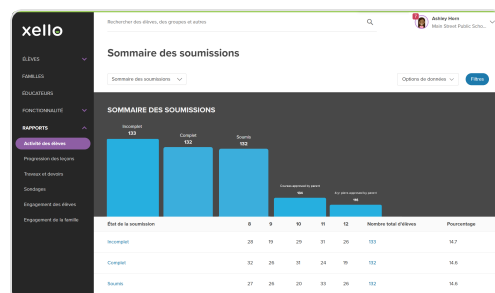 xello
Rechercher des élèves, des groupes et autres
Ashley Horn
Main Street Public Scho...
Sommaire des soumissions
Sommaire des soumissions
Options de données
Filtres
ÉLÈVES
FAMILLES
ÉDUCATEURS
FONCTIONNALITÉ
RAPPORTS
Activité des élèves
Progression des leçons
Travaux et devoirs
Sondages
Engagement des élèves
Engagement de la famille
SOMMAIRE DES SOUMISSIONS
Incomplet
133
Complet
132
Soumis
132
État de la soumission 8 9 10 11 12 Nombre total d'élèves Pourcentage
Incomplet 28 19 29 31 26 133 14.7
Complet 32 26 31 24 19 132 14.6
Soumis 27 26 20 33 26 132 14.6